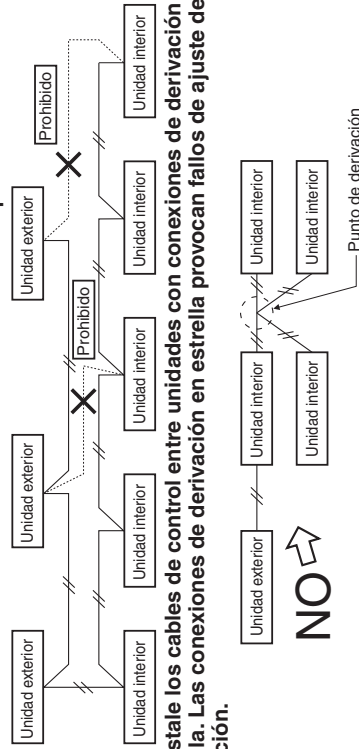 Unidad exterior
Unidad exterior
Unidad exterior
Prohibido
Prohibido
Unidad interior
Unidad interior
Unidad interior
Unidad interior
Unidad interior
stale los cables de control entre unidades con conexiones de derivación
la. Las conexiones de derivación en estrella provocan fallos de ajuste de
ción.
Unidad exterior
Unidad interior
Unidad interior
Unidad interior
Unidad interior
NO
Punto de derivación